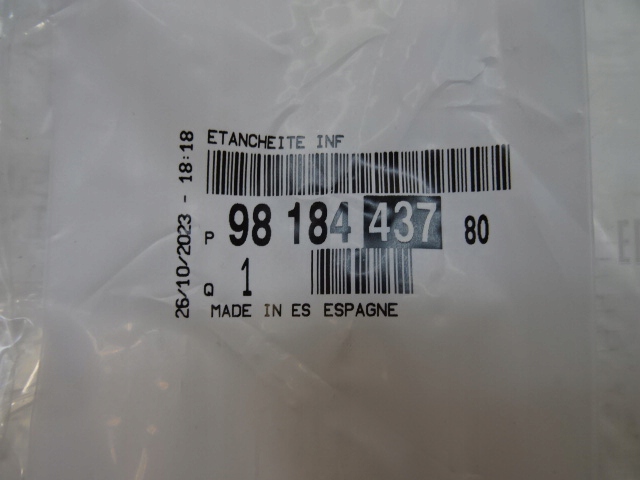 ETANCHEITE INF
26/10/2023 - 18:18
P 98 184 437 80
Q 1
MADE IN ES ESPAGNE